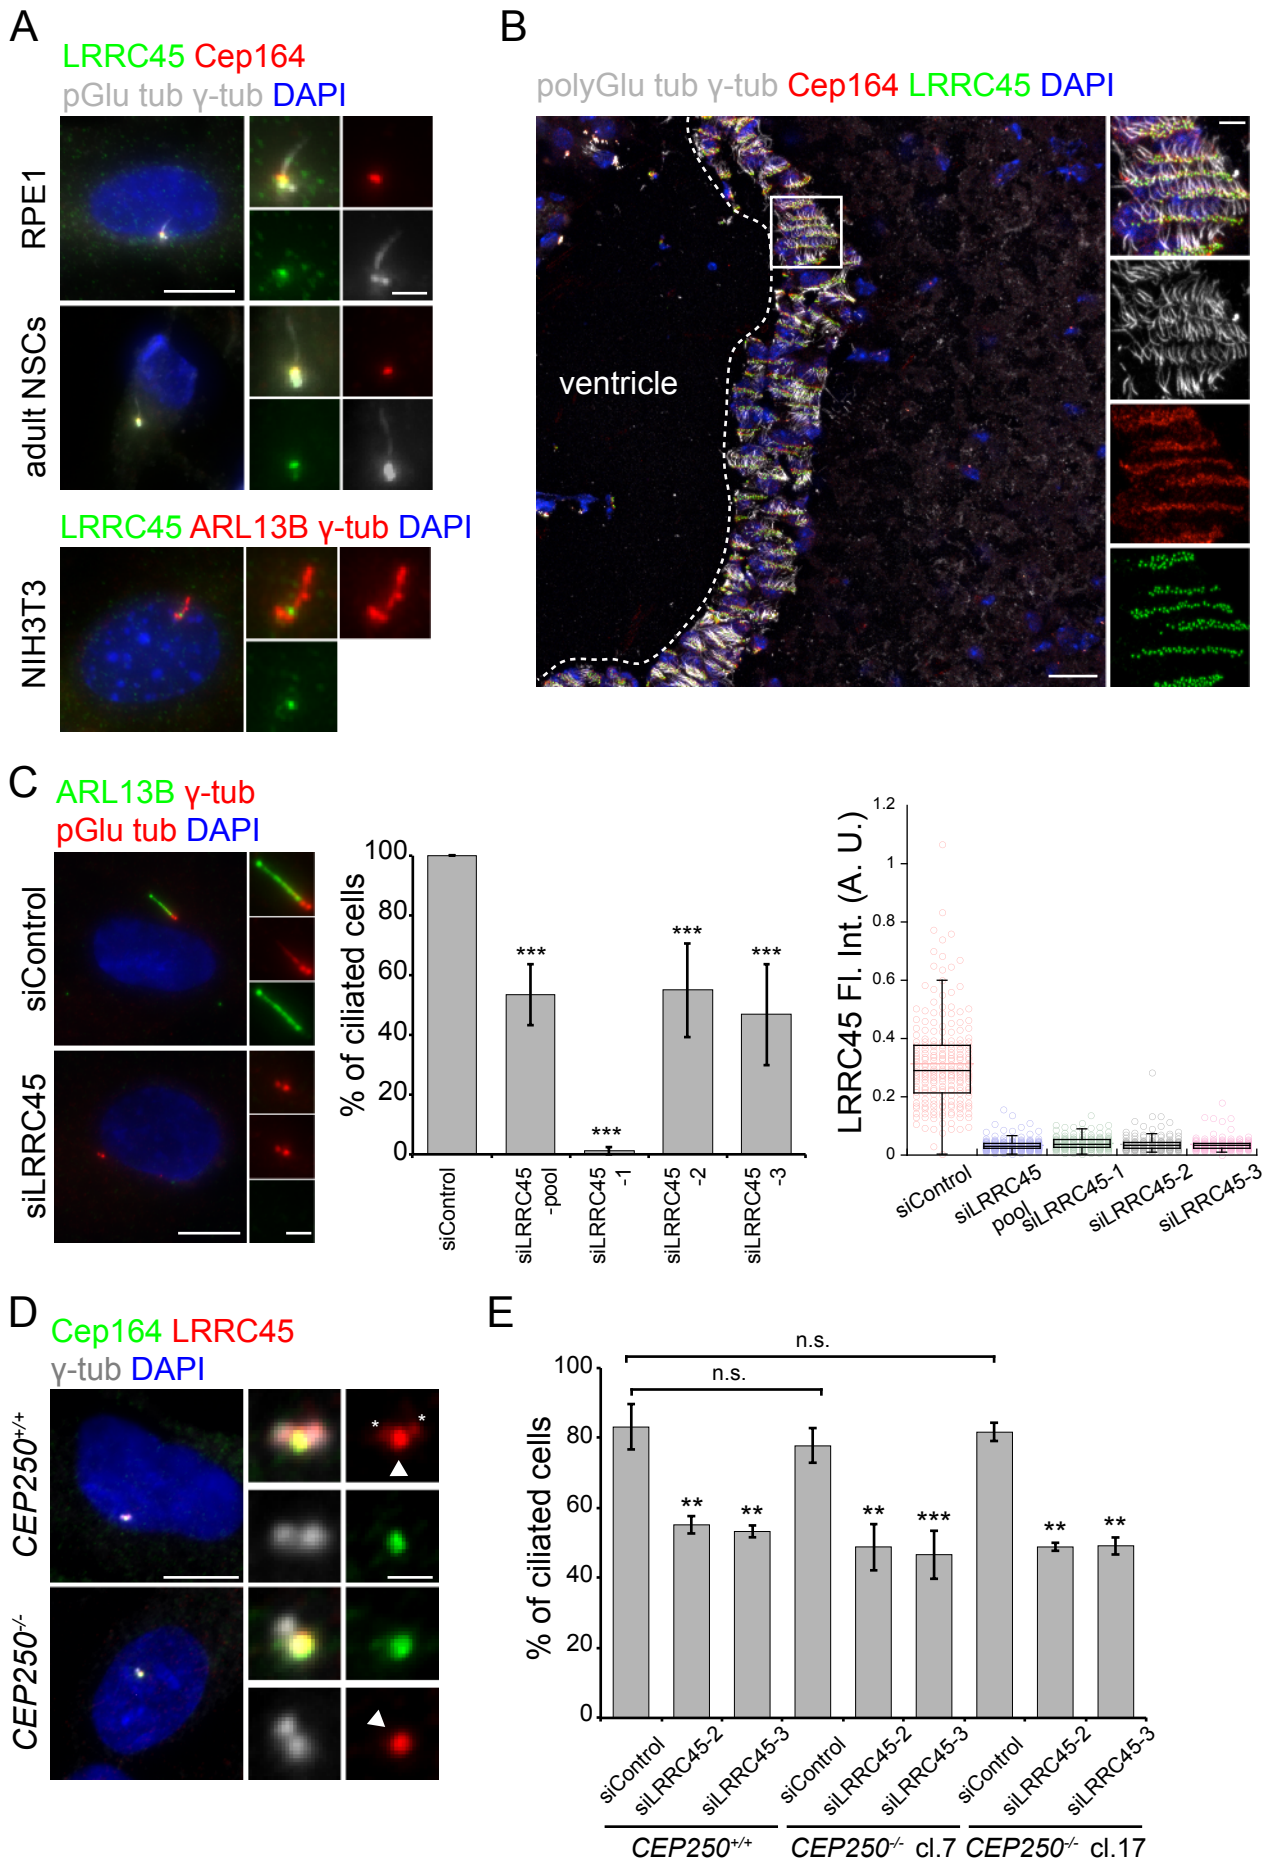 A
LRRC45 Cep164
pGlu tub γ-tub DAPI
RPE1
adult NSCs
LRRC45 ARL13B γ-tub DAPI
NIH3T3
B
polyGlu tub γ-tub Cep164 LRRC45 DAPI
ventricle
C
ARL13B γ-tub
pGlu tub DAPI
siControl
siLRRC45
% of ciliated cells
100
80
60
40
20
0
***
***
***
***
siControl
siLRRC45
-pool
siLRRC45
-1
siLRRC45
-2
siLRRC45
-3
LRRC45 Fl. Int. (A. U.)
1.2
1
0.8
0.6
0.4
0.2
0
siControl
siLRRC45
pool
siLRRC45-1
siLRRC45-2
siLRRC45-3
D
Cep164 LRRC45
γ-tub DAPI
CEP250+/+
* *
CEP250-/-
E
n.s.
n.s.
% of ciliated cells
100
80
60
40
20
0
**
**
**
***
**
**
siControl
siLRRC45-2
siLRRC45-3
siControl
siLRRC45-2
siLRRC45-3
siControl
siLRRC45-2
siLRRC45-3
CEP250+/+
CEP250-/- cl.7
CEP250-/- cl.17